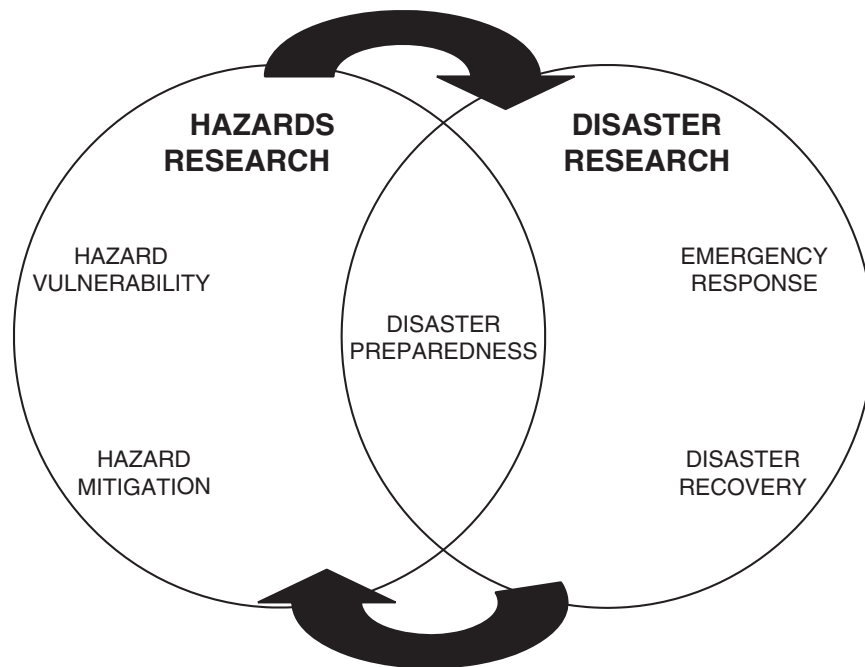 HAZARDS
RESEARCH
DISASTER
RESEARCH
HAZARD
VULNERABILITY
EMERGENCY
RESPONSE
DISASTER
PREPAREDNESS
HAZARD
MITIGATION
DISASTER
RECOVERY